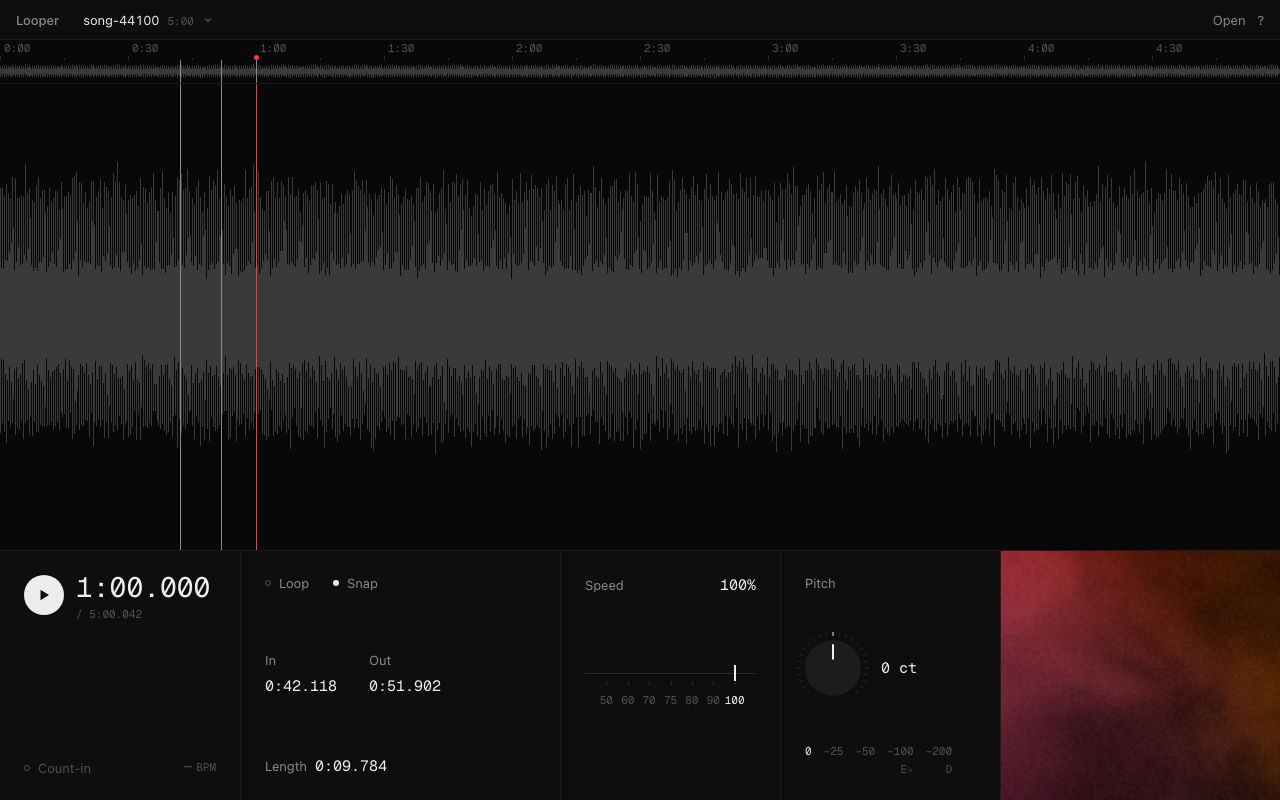 Looper song-44100 5:00 Open ?
0:00 0:30 1:00 1:30 2:00 2:30 3:00 3:30 4:00 4:30
1:00.000
/ 5:00.042
Count-in — BPM
Loop Snap
In Out
0:42.118 0:51.902
Length 0:09.784
Speed 100%
50 60 70 75 80 90 100
Pitch
0 ct
0 −25 −50 −100 −200
E♭ D